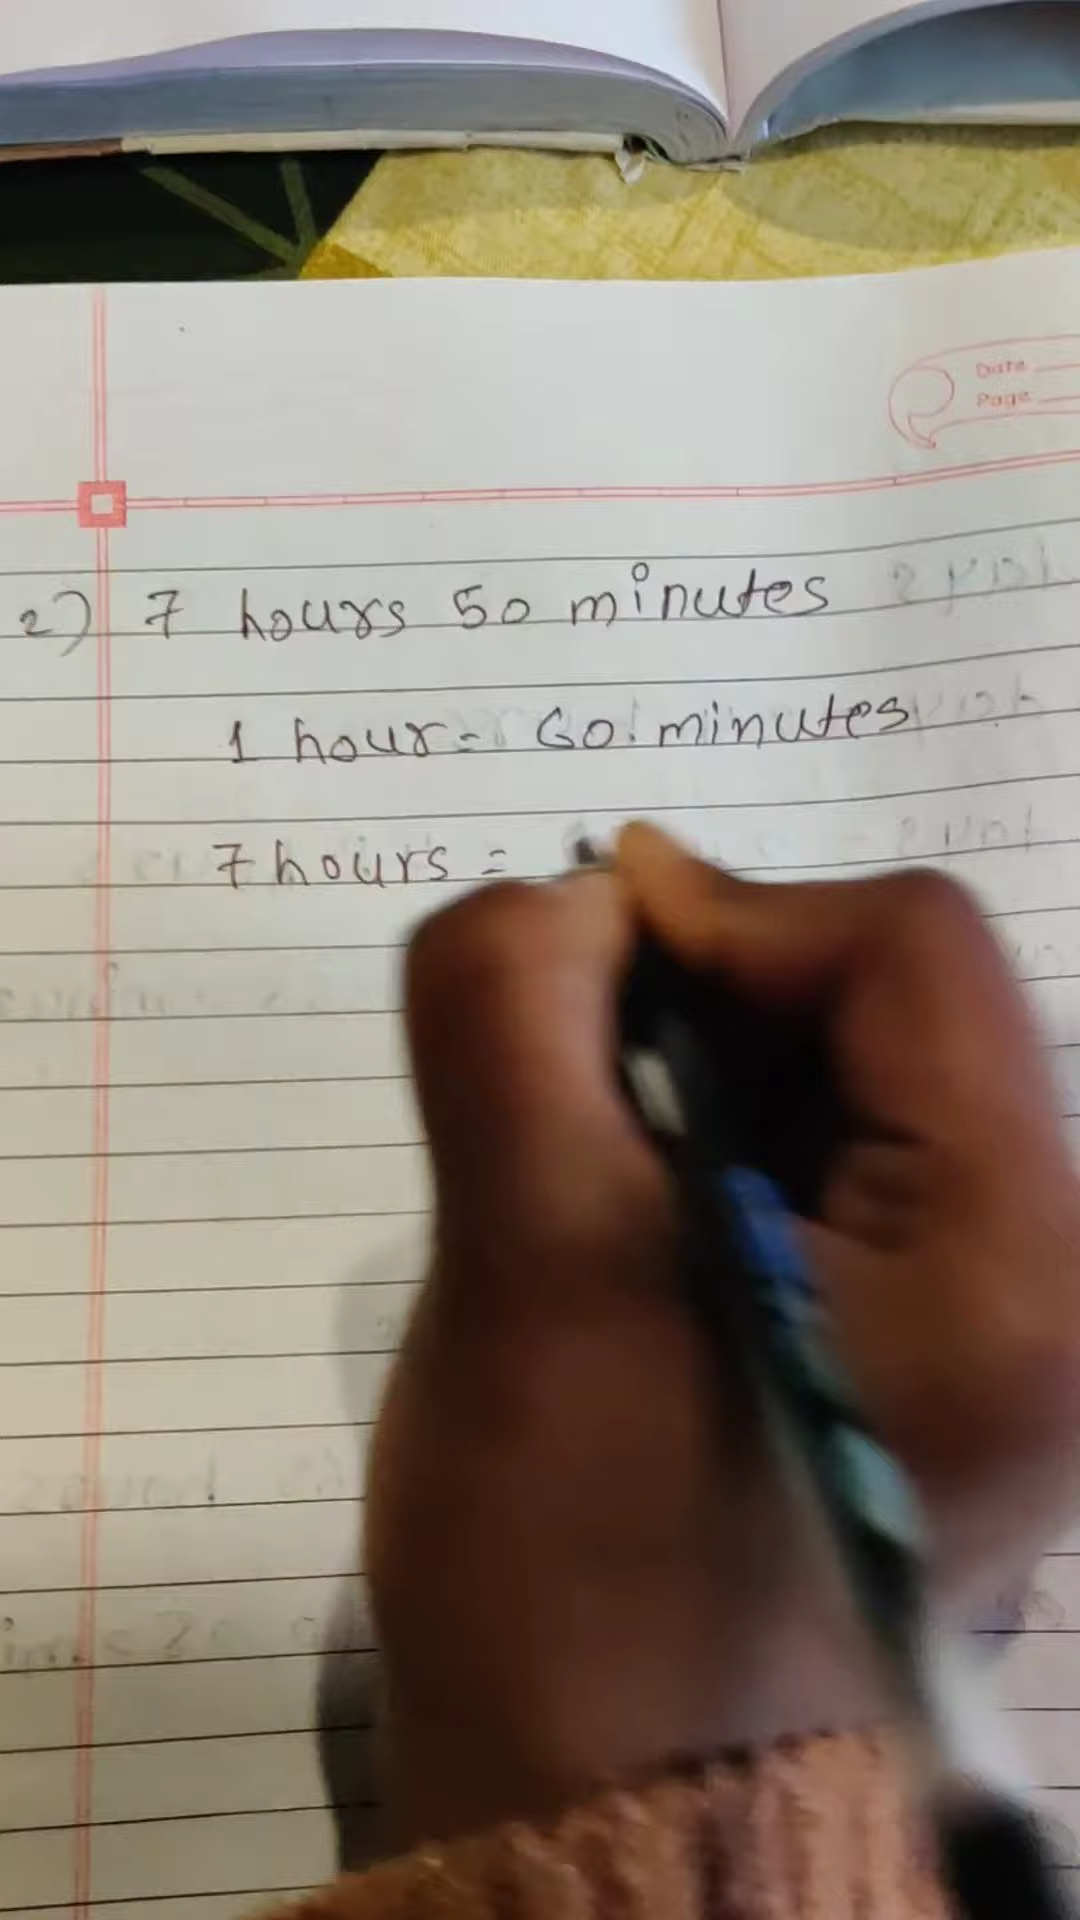 Date
Page
2) 7 hours 50 minutes
1 hour = 60 minutes
7 hours =